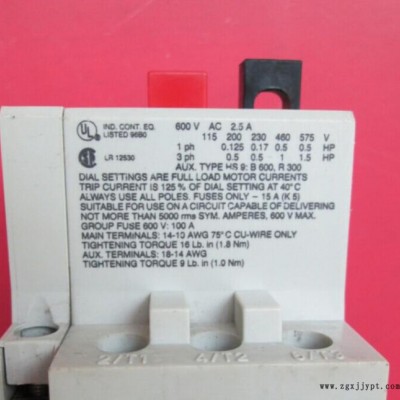 UL
IND. CONT. EQ.
LISTED 96B0
600 V AC 2.5 A
115 200 230 460 575 V
1 ph 0.125 0.17 0.5 0.5 HP
LR 12530
3 ph 0.5 0.5 1 1.5 HP
AUX. TYPE HS 9: B 600, R 300
DIAL SETTINGS ARE FULL LOAD MOTOR CURRENTS
TRIP CURRENT IS 125 % OF DIAL SETTING AT 40°C
ALWAYS USE ALL POLES. FUSES ONLY - 15 A (K 5)
SUITABLE FOR USE ON A CIRCUIT CAPABLE OF DELIVERING
NOT MORE THAN 5000 rms SYM. AMPERES, 600 V MAX.
GROUP FUSE 600 V: 100 A
MAIN TERMINALS: 14-10 AWG 75°C CU-WIRE ONLY
TIGHTENING TORQUE 16 Lb. in (1.8 Nm)
AUX. TERMINALS: 18-14 AWG
TIGHTENING TORQUE 9 Lb. in (1.0 Nm)
2/T1 4/T2 6/T3
www.zgxjjypt.com